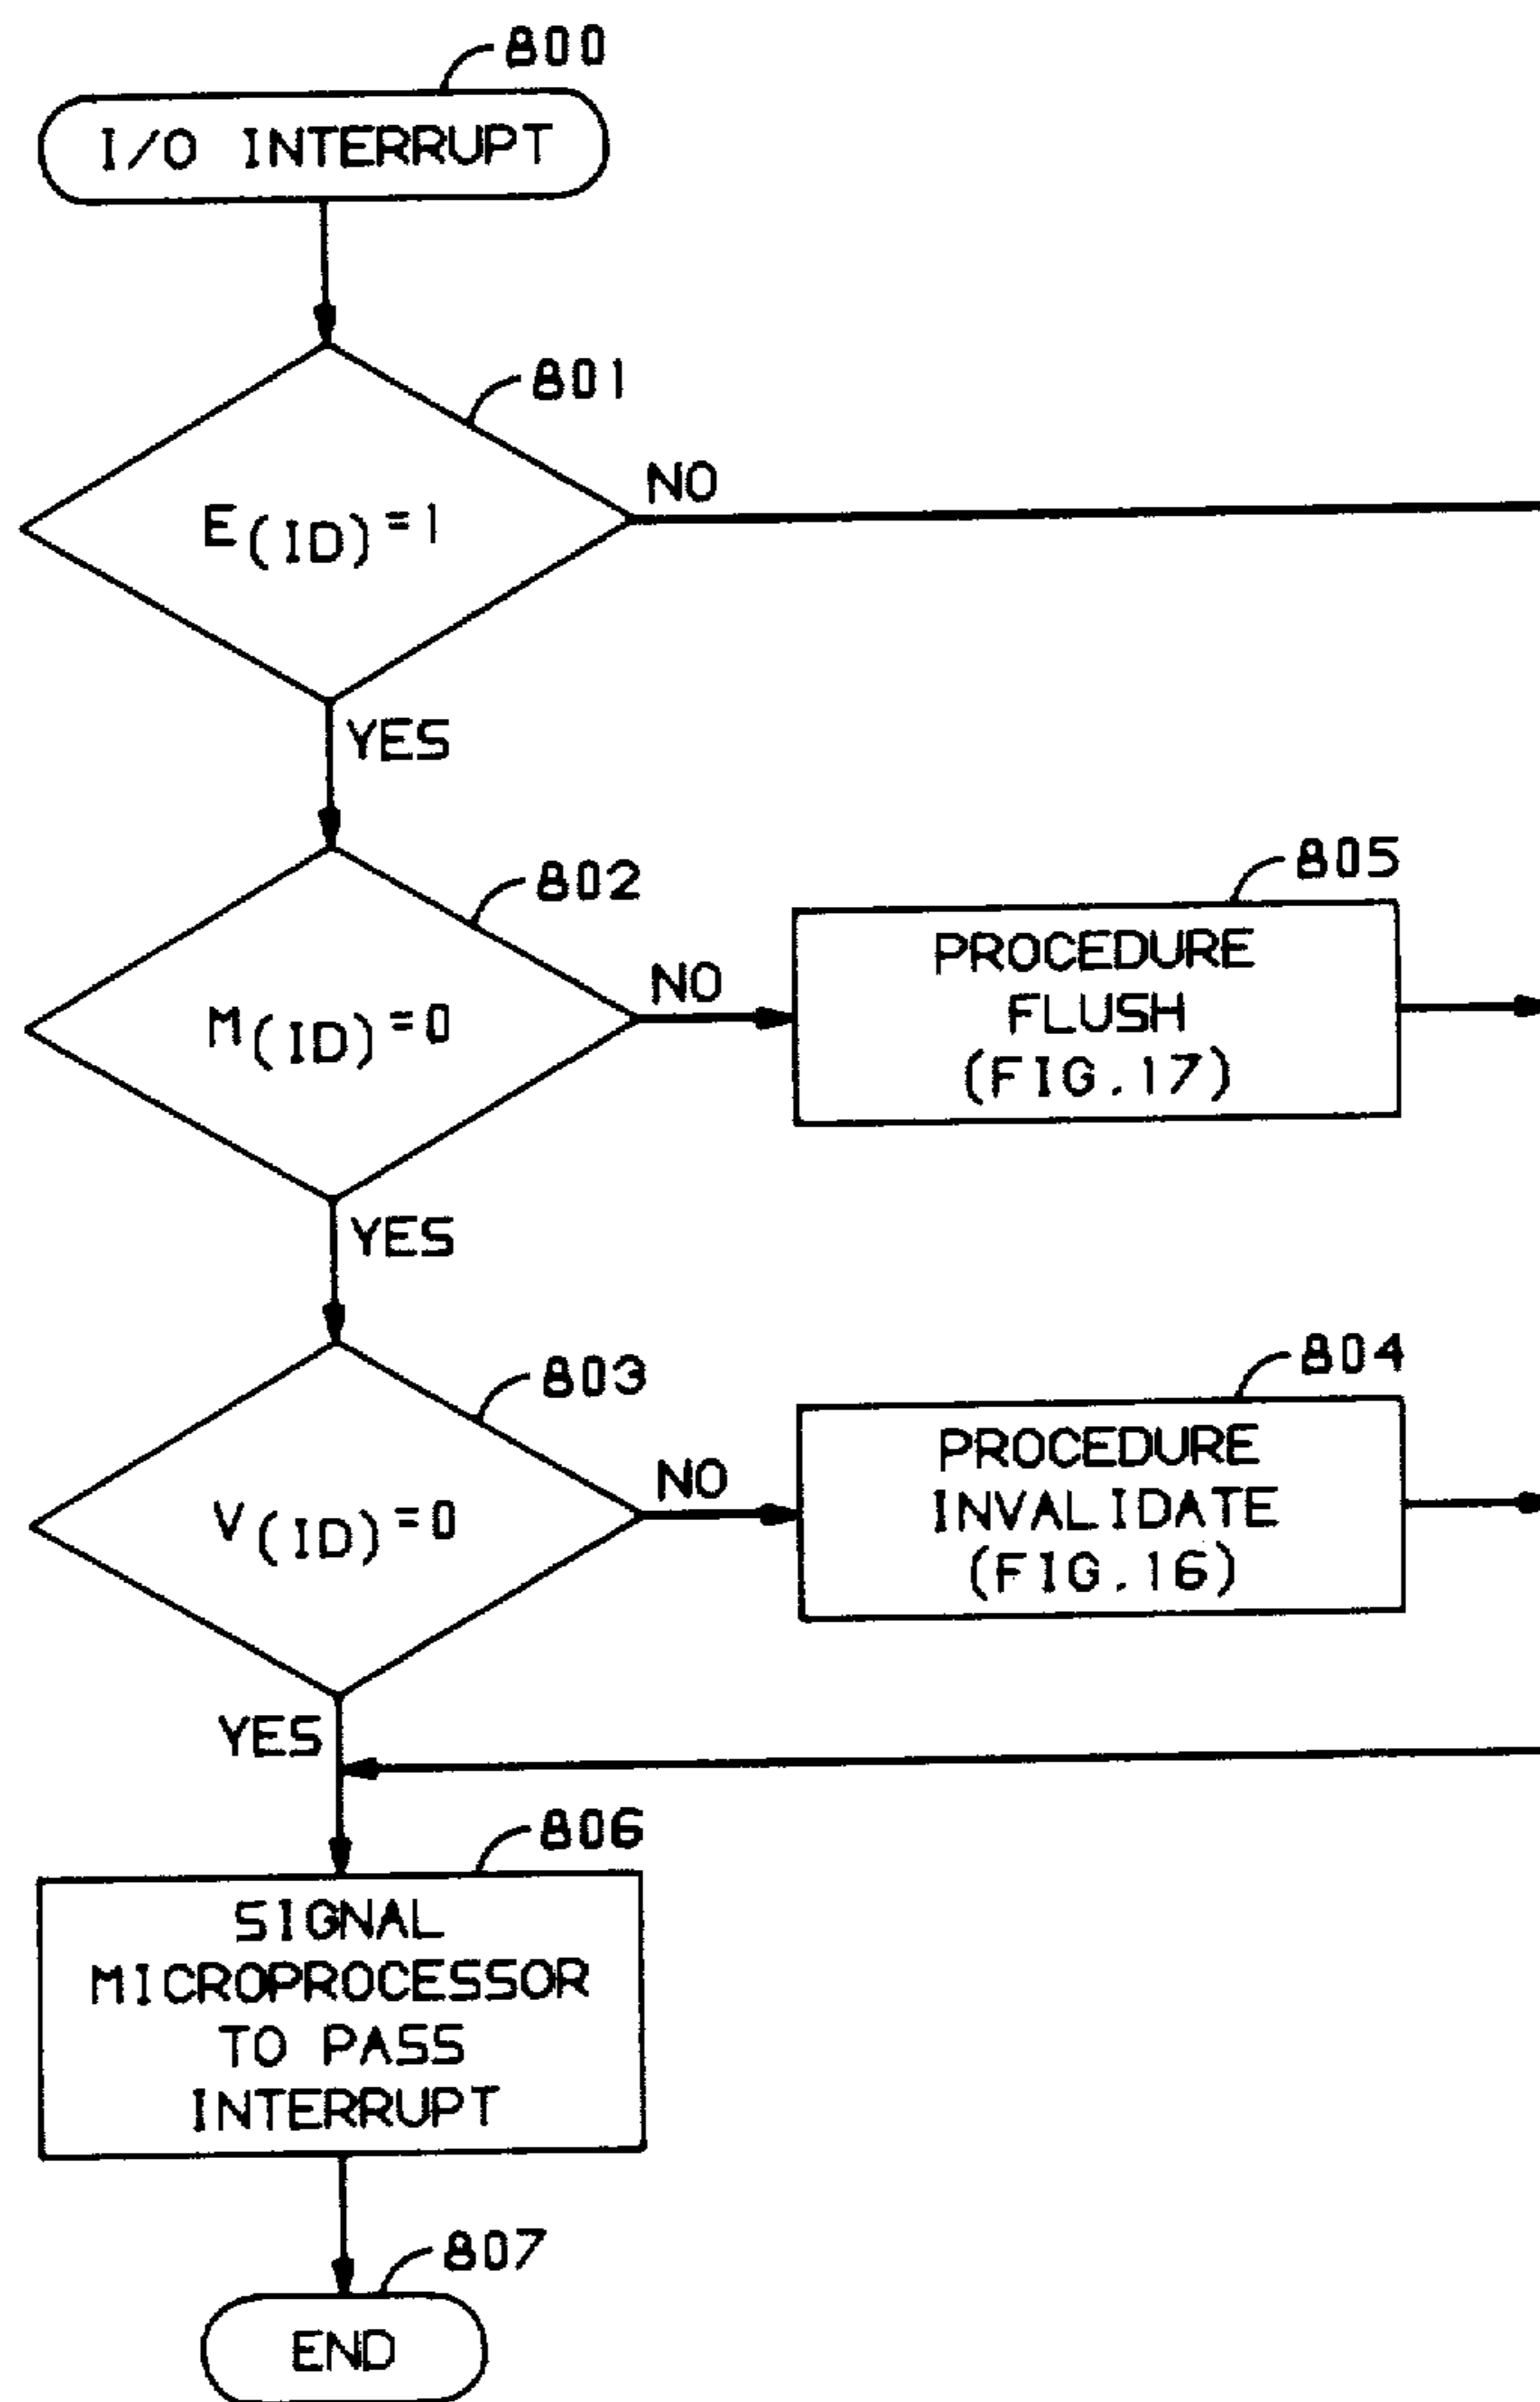 800
I/O INTERRUPT
801
E(ID)=1
NO
YES
802
M(ID)=0
NO
YES
805
PROCEDURE
FLUSH
(FIG.17)
803
V(ID)=0
NO
YES
804
PROCEDURE
INVALIDATE
(FIG.16)
806
SIGNAL
MICROPROCESSOR
TO PASS
INTERRUPT
807
END